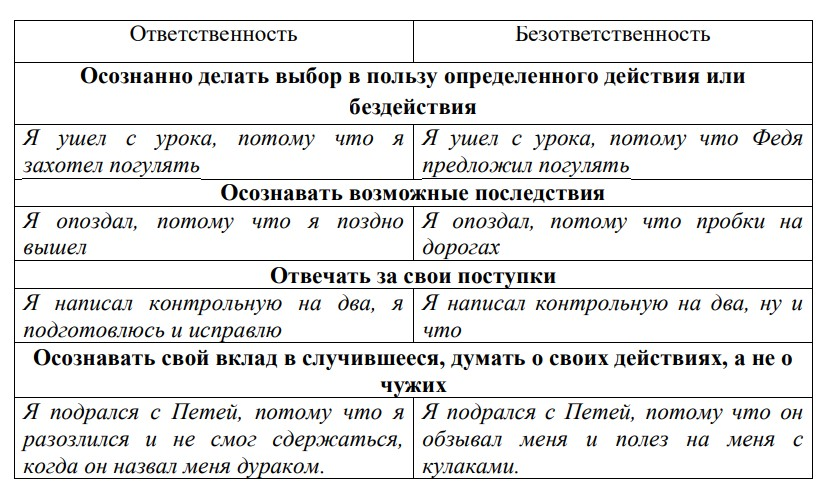 Ответственность
Безответственность
Осознанно делать выбор в пользу определенного действия или
бездействия
Я ушел с урока, потому что я
захотел погулять
Я ушел с урока, потому что Федя
предложил погулять
Осознавать возможные последствия
Я опоздал, потому что я поздно
вышел
Я опоздал, потому что пробки на
дорогах
Отвечать за свои поступки
Я написал контрольную на два, я
подготовлюсь и исправлю
Я написал контрольную на два, ну и
что
Осознавать свой вклад в случившееся, думать о своих действиях, а не о
чужих
Я подрался с Петей, потому что я
разозлился и не смог сдержаться,
когда он назвал меня дураком.
Я подрался с Петей, потому что он
обзывал меня и полез на меня с
кулаками.